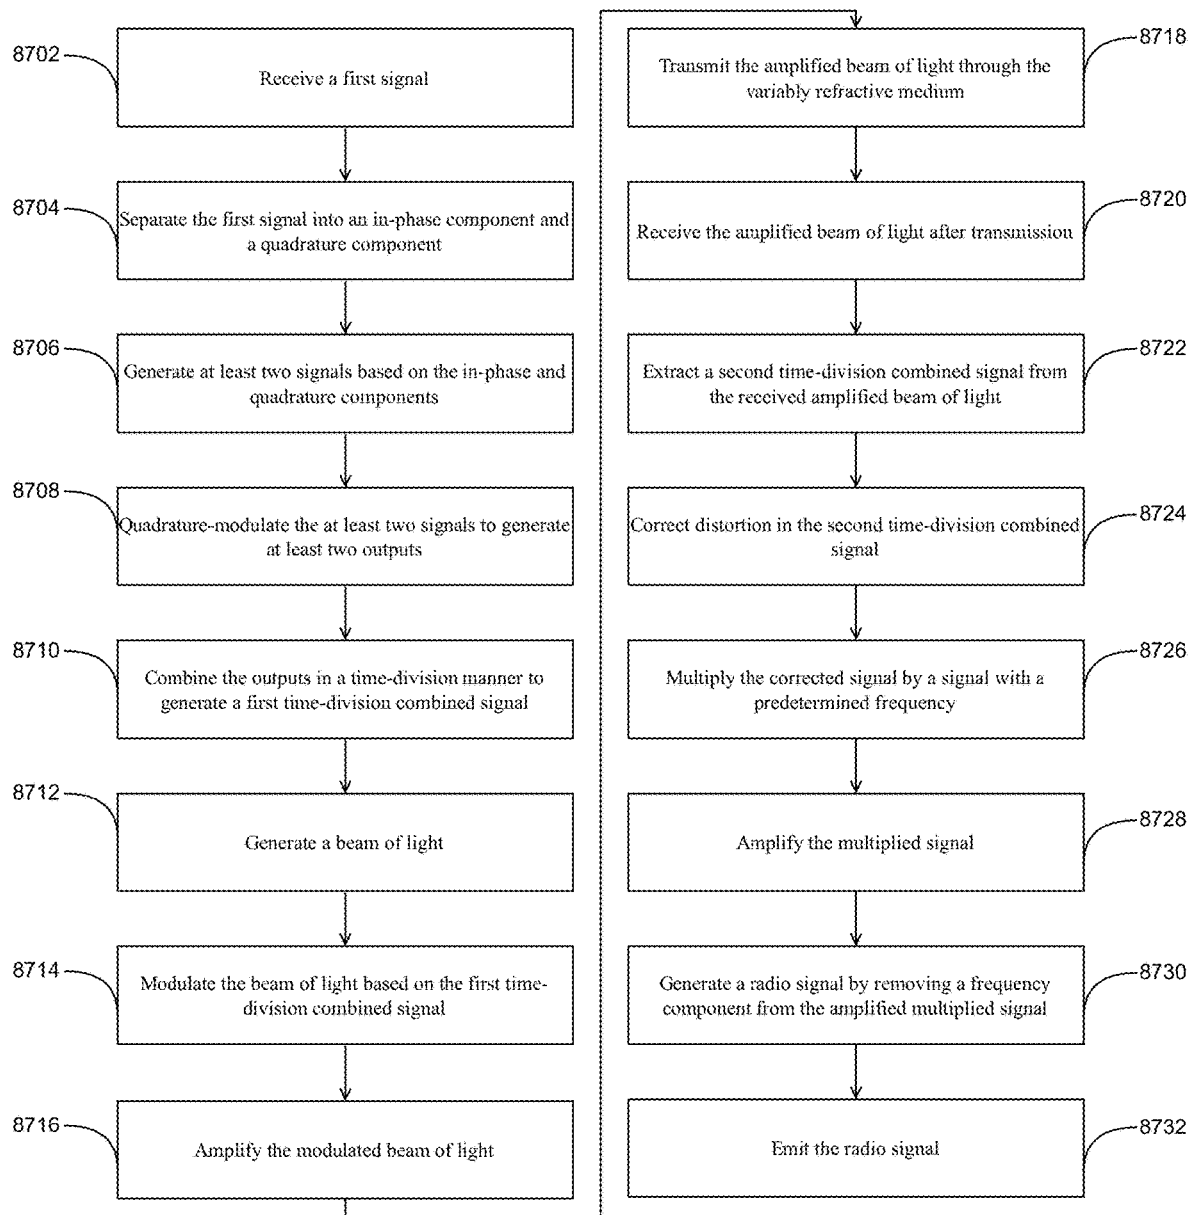 8702
Receive a first signal
8704
Separate the first signal into an in-phase component and
a quadrature component
8706
Generate at least two signals based on the in-phase and
quadrature components
8708
Quadrature-modulate the at least two signals to generate
at least two outputs
8710
Combine the outputs in a time-division manner to
generate a first time-division combined signal
8712
Generate a beam of light
8714
Modulate the beam of light based on the first time-
division combined signal
8716
Amplify the modulated beam of light
8718
Transmit the amplified beam of light through the
variably refractive medium
8720
Receive the amplified beam of light after transmission
8722
Extract a second time-division combined signal from
the received amplified beam of light
8724
Correct distortion in the second time-division combined
signal
8726
Multiply the corrected signal by a signal with a
predetermined frequency
8728
Amplify the multiplied signal
8730
Generate a radio signal by removing a frequency
component from the amplified multiplied signal
8732
Emit the radio signal